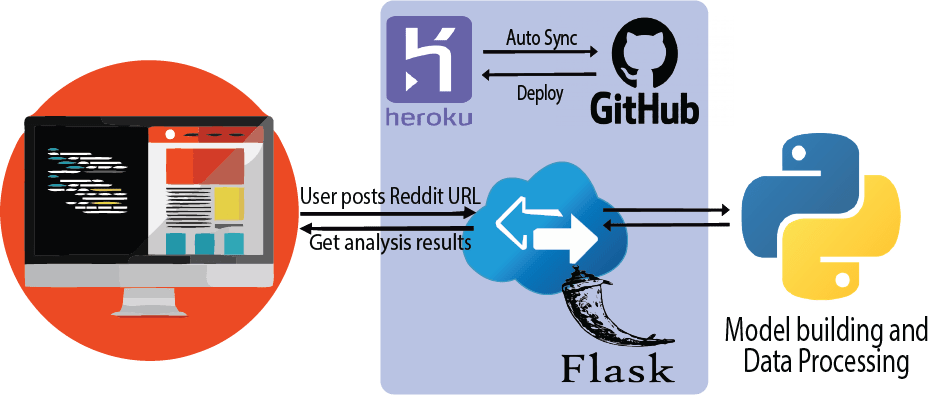 Auto Sync
Deploy
heroku
GitHub
User posts Reddit URL
Get analysis results
Flask
Model building and
Data Processing